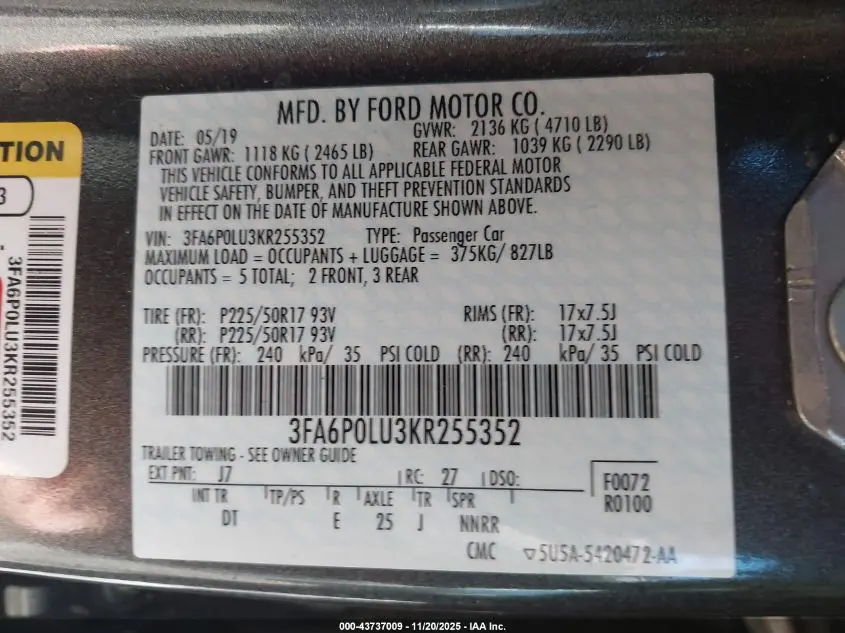 MFD. BY FORD MOTOR CO.
DATE: 05/19 GVWR: 2136 KG ( 4710 LB)
FRONT GAWR: 1118 KG ( 2465 LB) REAR GAWR: 1039 KG ( 2290 LB)
THIS VEHICLE CONFORMS TO ALL APPLICABLE FEDERAL MOTOR
VEHICLE SAFETY, BUMPER, AND THEFT PREVENTION STANDARDS
IN EFFECT ON THE DATE OF MANUFACTURE SHOWN ABOVE.
VIN: 3FA6P0LU3KR255352 TYPE: Passenger Car
MAXIMUM LOAD = OCCUPANTS + LUGGAGE = 375KG/ 827LB
OCCUPANTS = 5 TOTAL; 2 FRONT, 3 REAR
TIRE (FR): P225/50R17 93V RIMS (FR): 17x7.5J
(RR): P225/50R17 93V (RR): 17x7.5J
PRESSURE (FR): 240 kPa/ 35 PSI COLD (RR): 240 kPa/ 35 PSI COLD
3FA6P0LU3KR255352
TRAILER TOWING - SEE OWNER GUIDE
EXT PNT: J7 RC: 27 DSO: F0072
R0100
INT TR TP/PS R AXLE TR SPR
DT E 25 J NNRR
CMC ▽5U5A-5420472-AA
TION
3
3FA6P0LU3KR255352
000-43737009 - 11/20/2025 - IAA Inc.